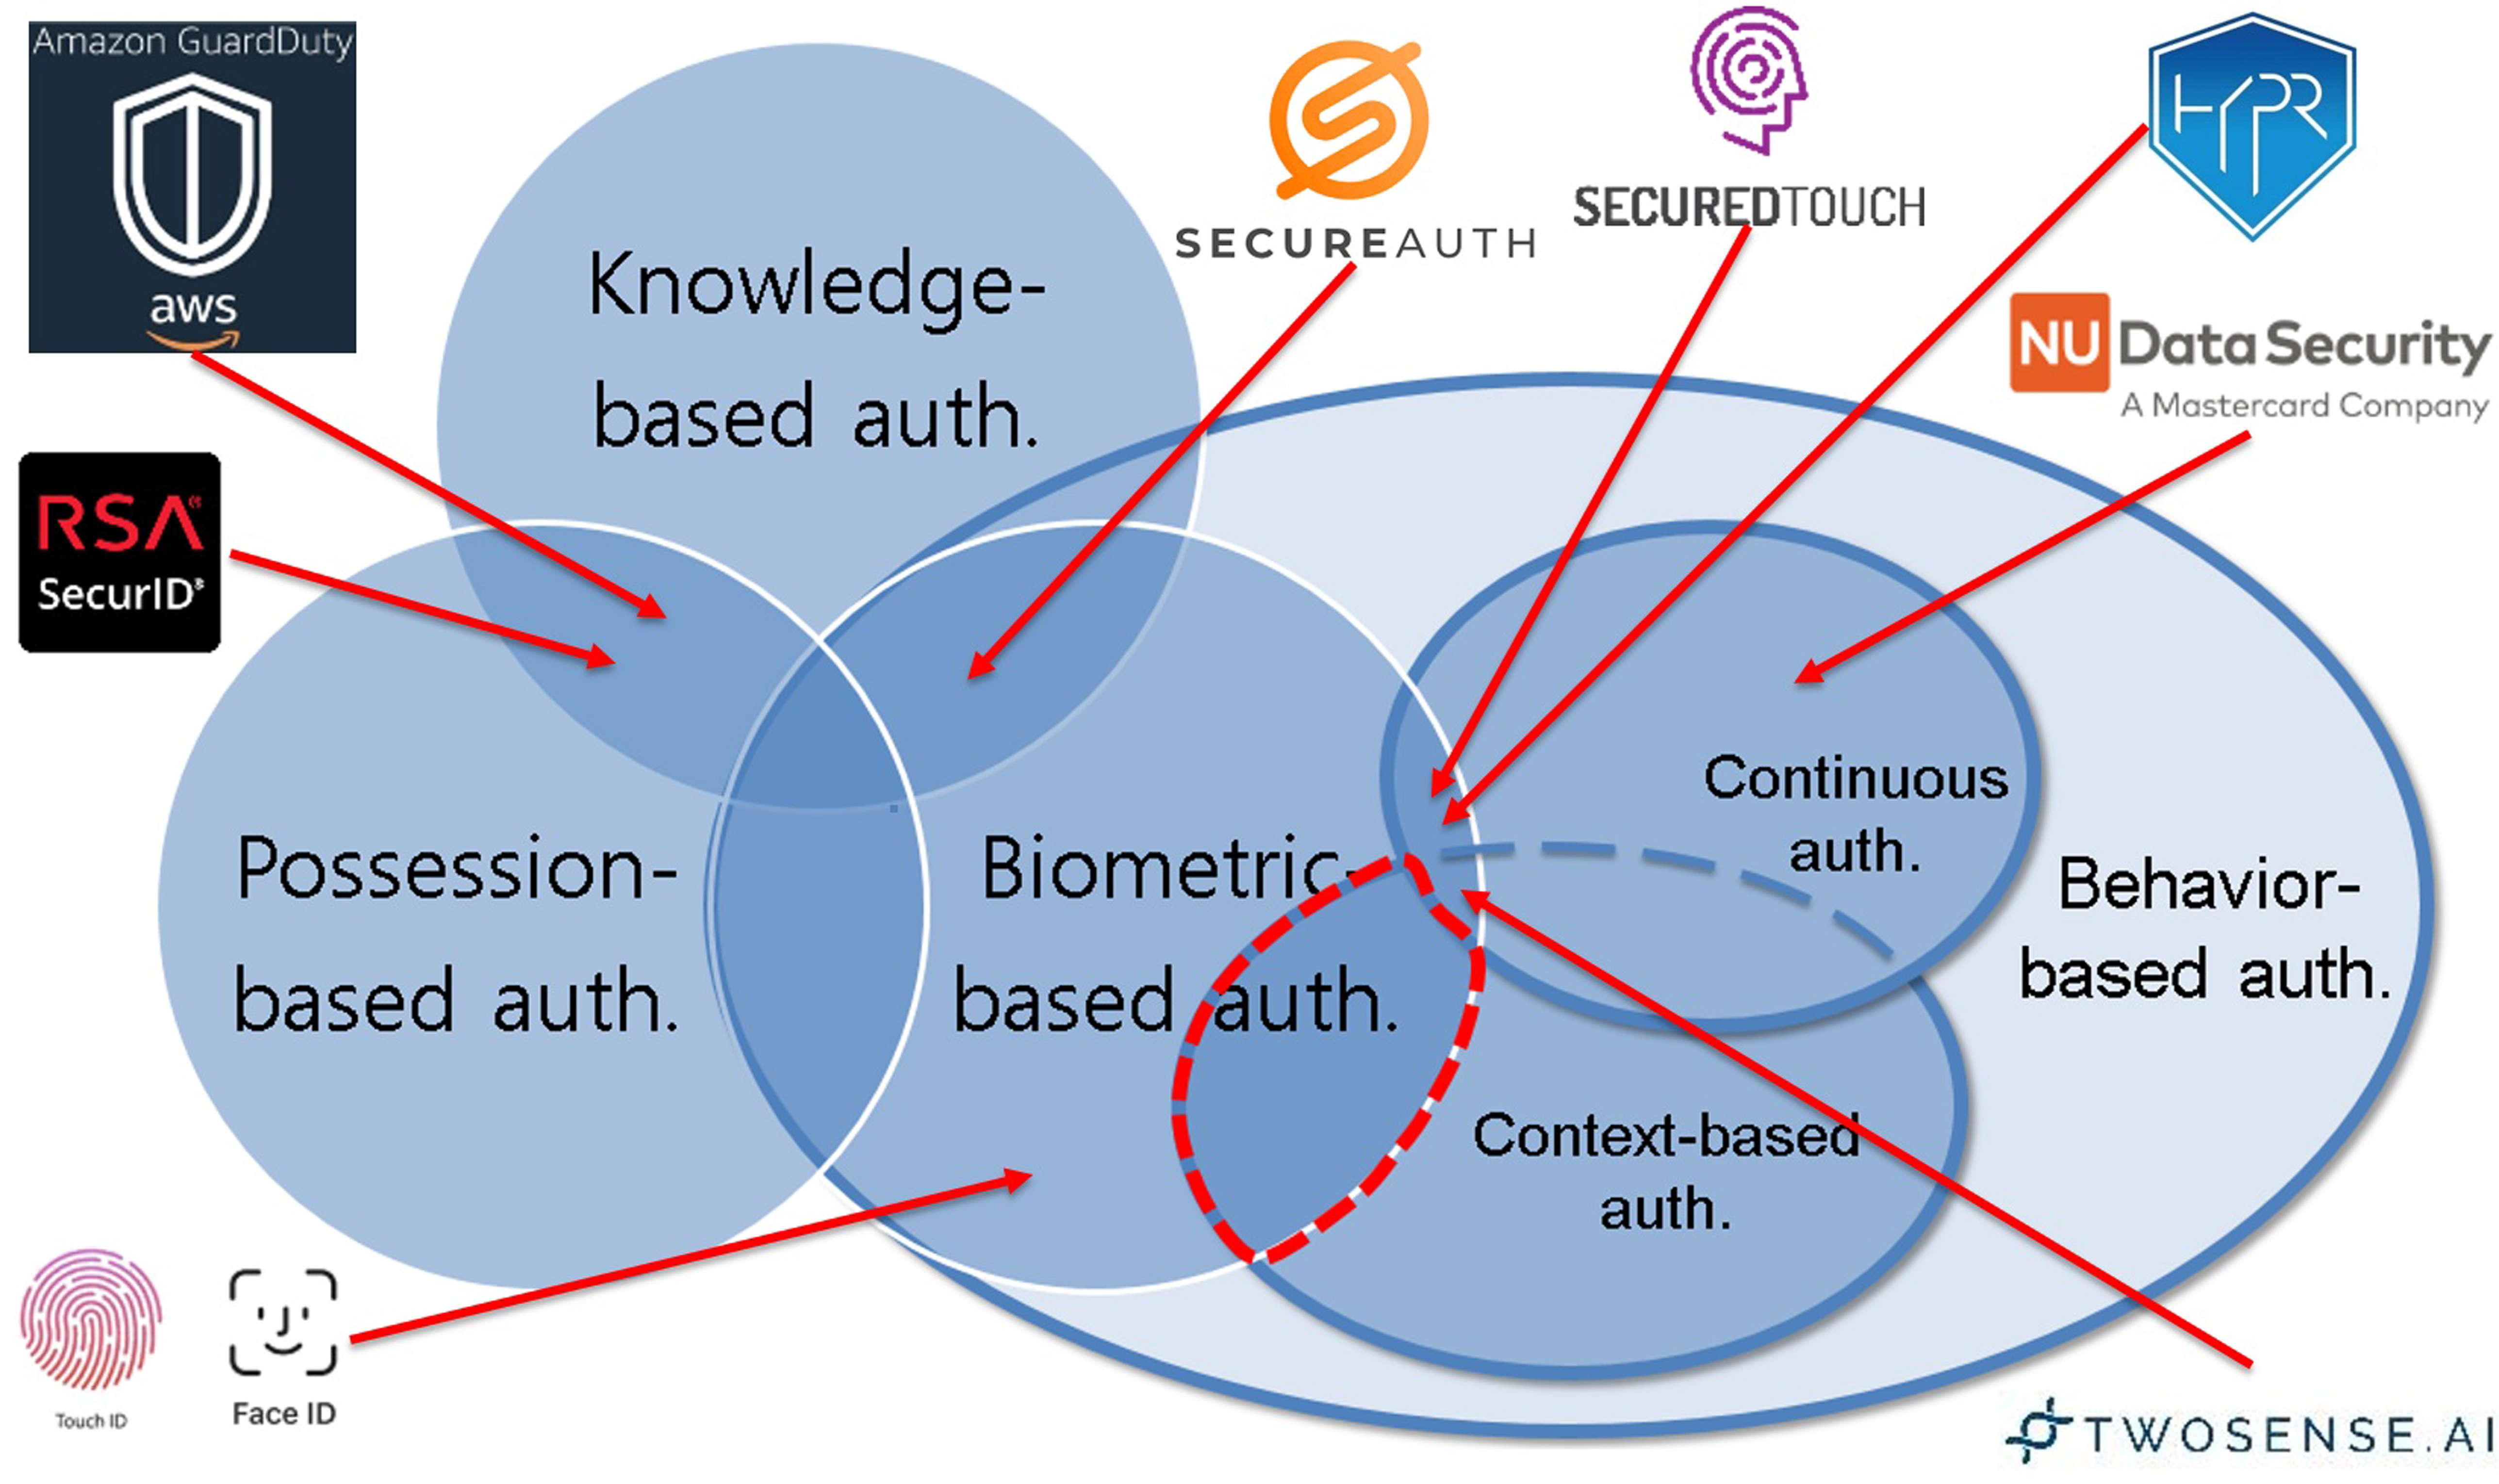 Amazon GuardDuty
aws
RSA®
SecurID®
Knowledge-
based auth.
SECUREAUTH
SECUREDTOUCH
HYPR
NU Data Security
A Mastercard Company
Possession-
based auth.
Biometric-
based auth.
Continuous
auth.
Behavior-
based auth.
Context-based
auth.
Touch ID
Face ID
TWOSENSE.AI